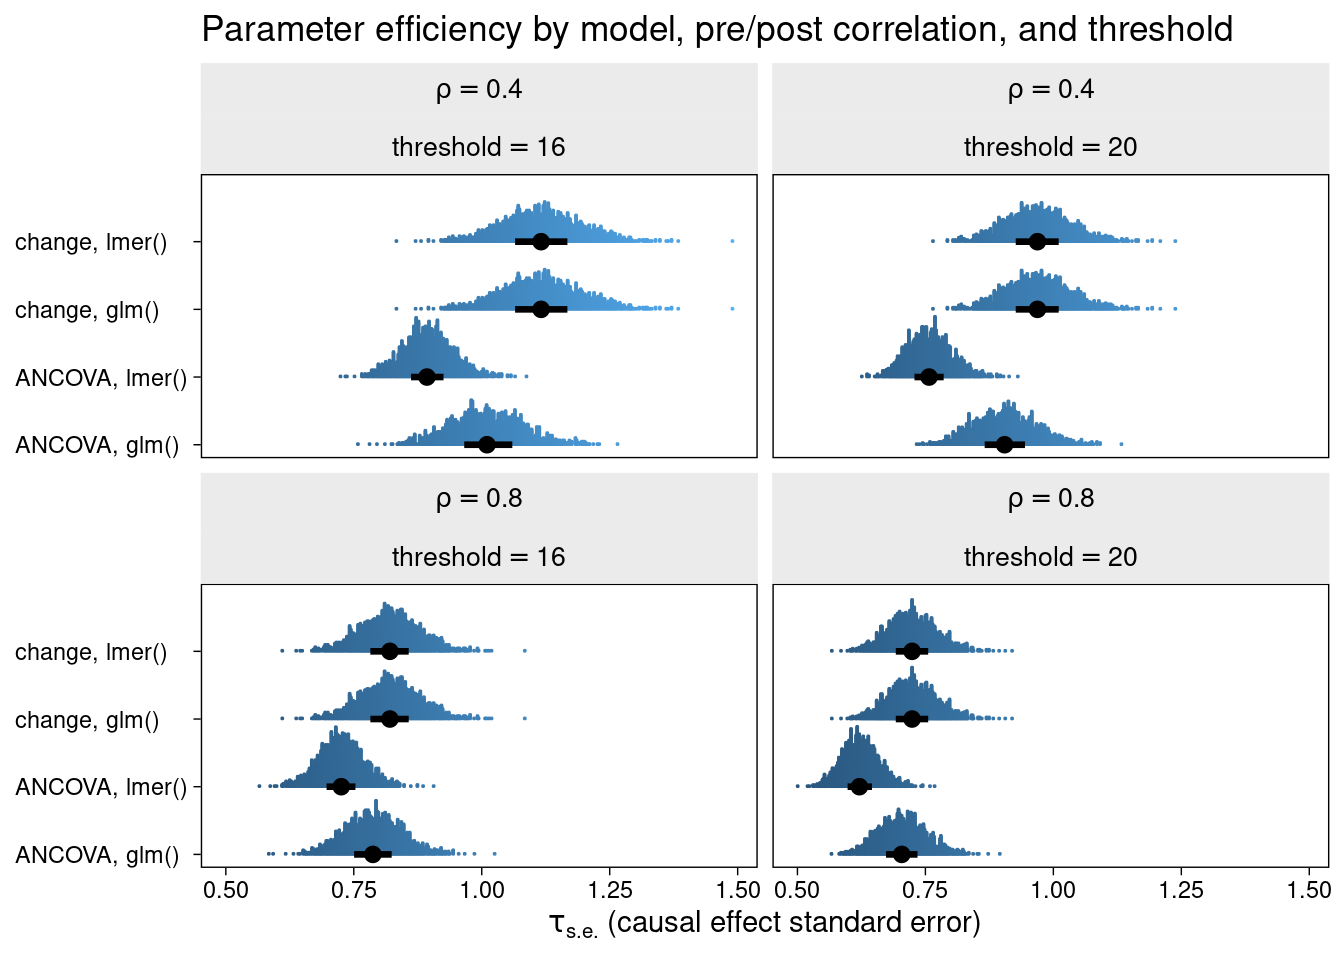 Parameter efficiency by model, pre/post correlation, and threshold
ρ = 0.4
threshold = 16
ρ = 0.4
threshold = 20
change, lmer()
change, glm()
ANCOVA, lmer()
ANCOVA, glm()
ρ = 0.8
threshold = 16
ρ = 0.8
threshold = 20
change, lmer()
change, glm()
ANCOVA, lmer()
ANCOVA, glm()
0.50 0.75 1.00 1.25 1.50 0.50 0.75 1.00 1.25 1.50
τs.e. (causal effect standard error)